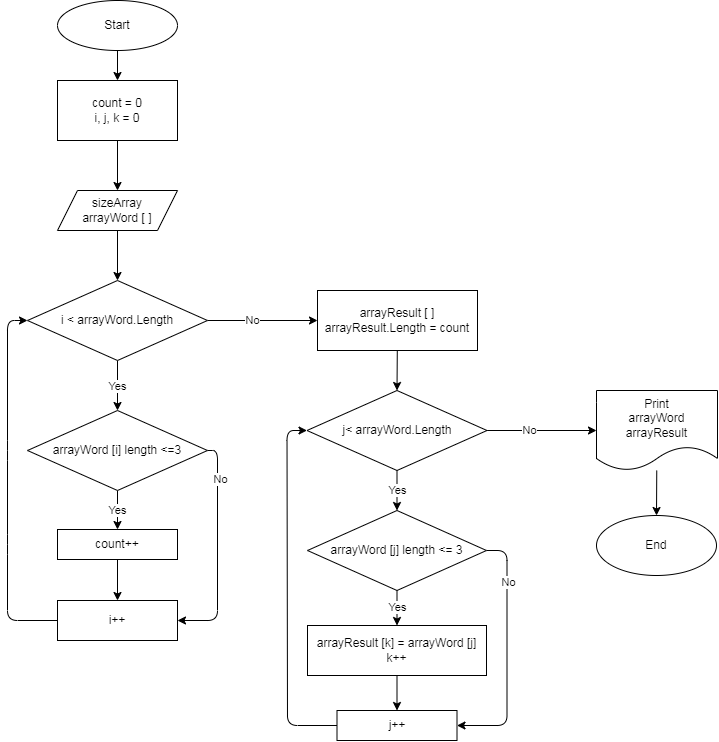 Start
count = 0
i, j, k = 0
sizeArray
arrayWord [ ]
i < arrayWord.Length
No
Yes
arrayWord [i] length <=3
No
Yes
count++
i++
arrayResult [ ]
arrayResult.Length = count
j< arrayWord.Length
No
Yes
arrayWord [j] length <= 3
No
Yes
arrayResult [k] = arrayWord [j]
k++
j++
Print
arrayWord
arrayResult
End